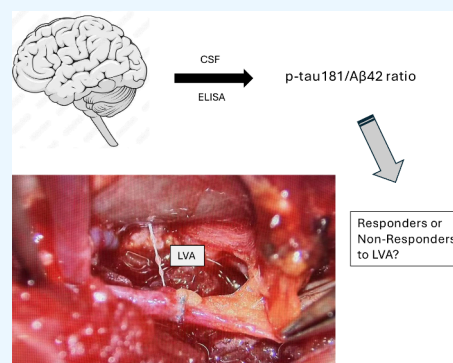 CSF
ELISA
p-tau181/Aβ42 ratio
LVA
Responders or
Non-Responders
to LVA?